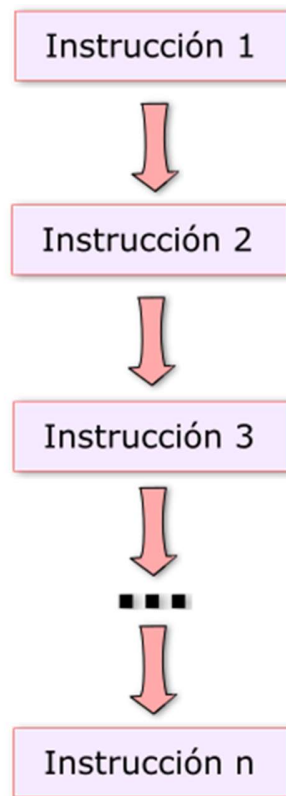 Instrucción 1
Instrucción 2
Instrucción 3
...
Instrucción n